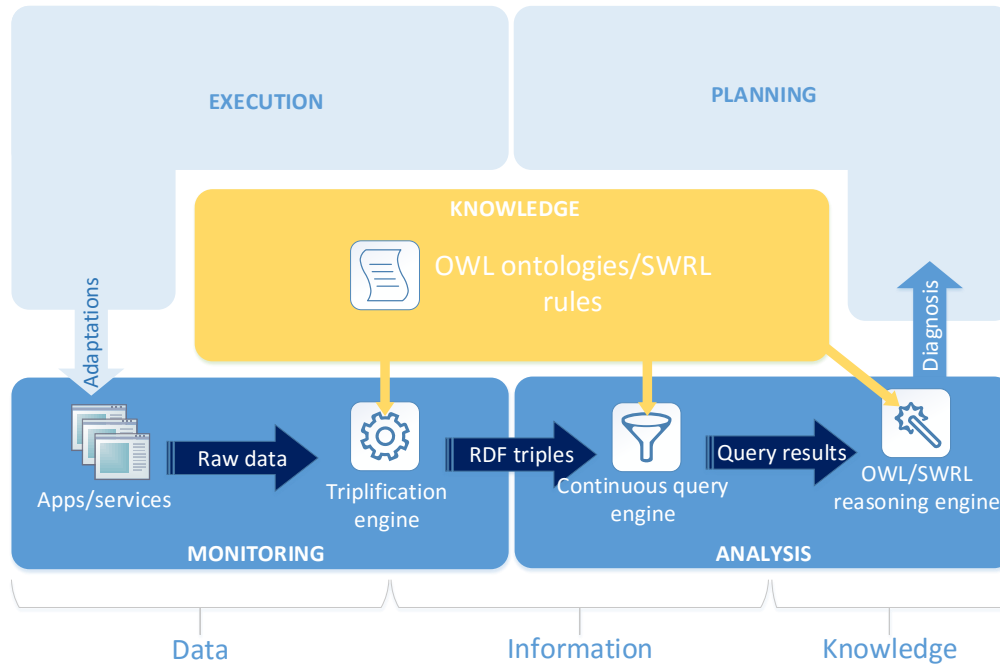 EXECUTION
PLANNING
KNOWLEDGE
OWL ontologies/SWRL
rules
Adaptations
Diagnosis
Raw data
RDF triples
Query results
Apps/services
Triplification
engine
Continuous query
engine
OWL/SWRL
reasoning engine
MONITORING
ANALYSIS
Data
Information
Knowledge